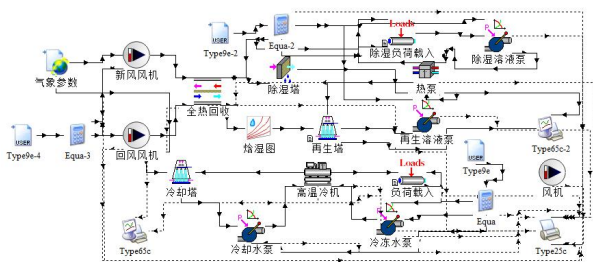 Loads
USER
Type9e-2
Equa-2
除湿负荷载入
除湿溶液泵
气象参数
新风风机
除湿塔
热泵
全热回收
USER
Type9e-4
Equa-3
回风风机
焓湿图
再生塔
再生溶液泵
Type65c-2
Loads
USER
Type9e
冷却塔
高温冷机
负荷载入
风机
Equa
Type65c
冷却水泵
冷冻水泵
Type25c